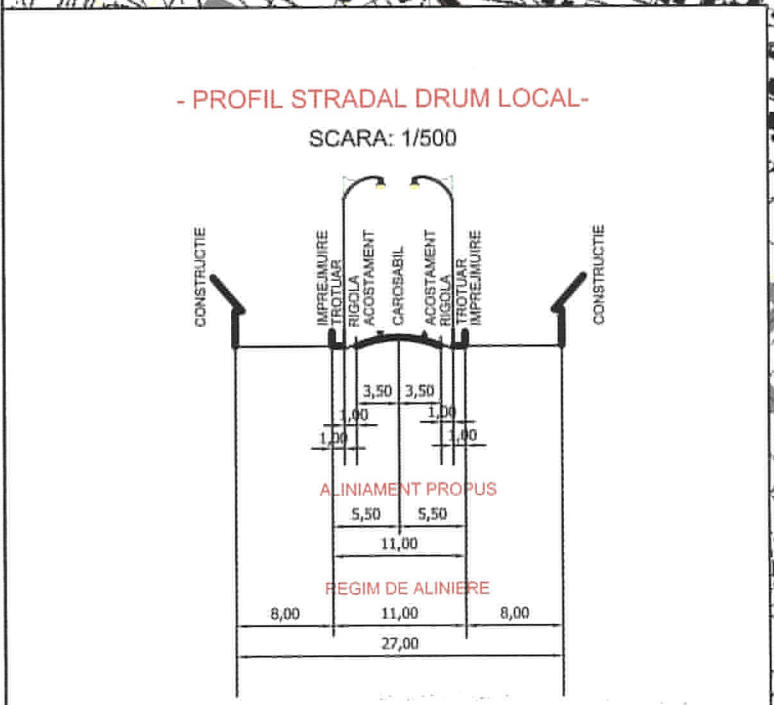 - PROFIL STRADAL DRUM LOCAL-
SCARA: 1/500
CONSTRUCTIE
IMPREJMUIRE
TROTUAR
RIGOLA
ACOSTAMENT
CAROSABIL
ACOSTAMENT
RIGOLA
TROTUAR
IMPREJMUIRE
CONSTRUCTIE
3,50 3,50
1,00 1,00
1,00 1,00
ALINIAMENT PROPUS
5,50 5,50
11,00
REGIM DE ALINIERE
8,00 11,00 8,00
27,00